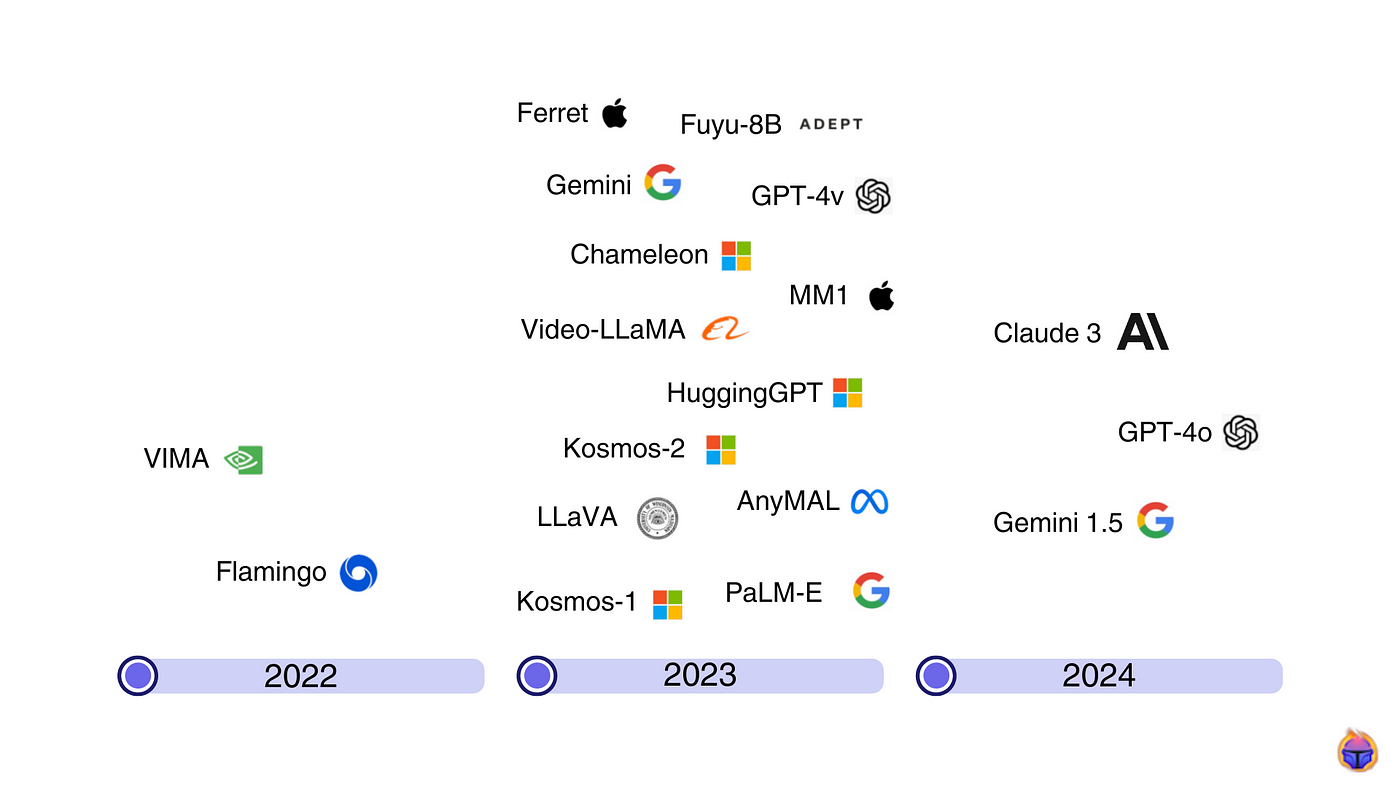 Ferret
Fuyu-8B ADEPT
Gemini
GPT-4v
Chameleon
MM1
Video-LLaMA
Claude 3 AI
HuggingGPT
GPT-4o
Kosmos-2
VIMA
AnyMAL
LLaVA
Gemini 1.5
Flamingo
PaLM-E
Kosmos-1
2022
2023
2024